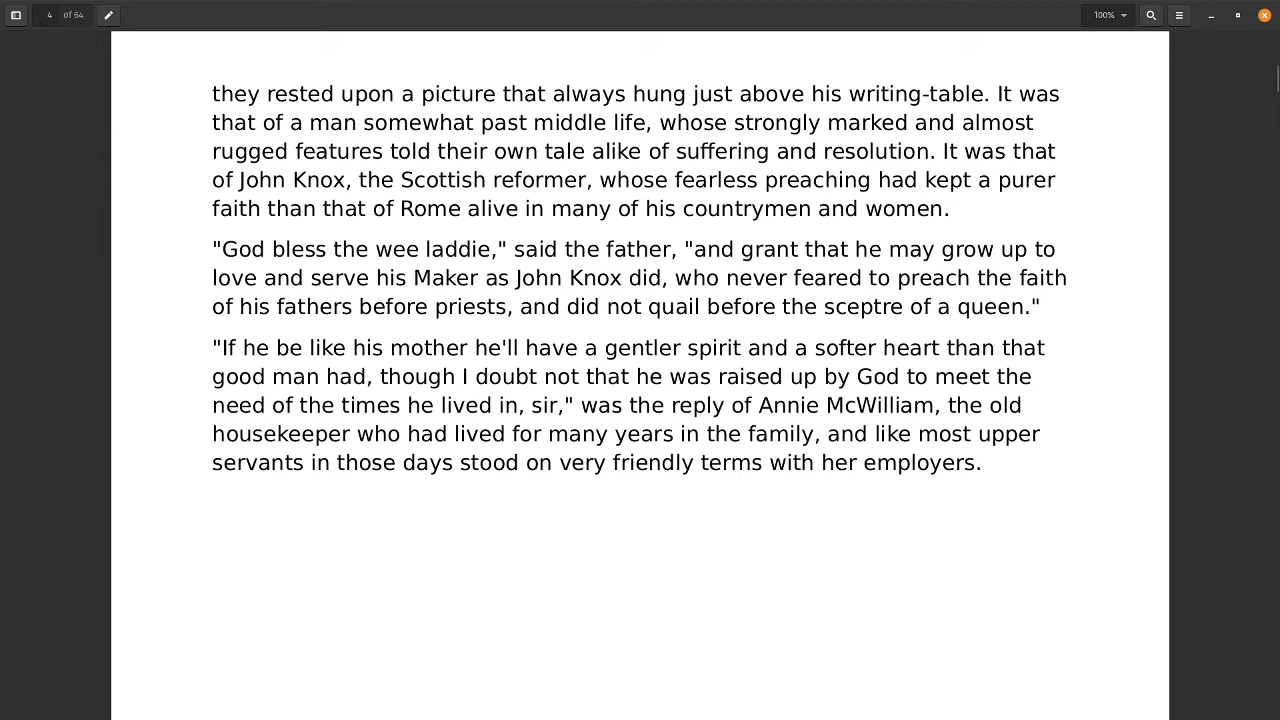 4 of 64
100%
they rested upon a picture that always hung just above his writing-table. It was
that of a man somewhat past middle life, whose strongly marked and almost
rugged features told their own tale alike of suffering and resolution. It was that
of John Knox, the Scottish reformer, whose fearless preaching had kept a purer
faith than that of Rome alive in many of his countrymen and women.
"God bless the wee laddie," said the father, "and grant that he may grow up to
love and serve his Maker as John Knox did, who never feared to preach the faith
of his fathers before priests, and did not quail before the sceptre of a queen."
"If he be like his mother he'll have a gentler spirit and a softer heart than that
good man had, though I doubt not that he was raised up by God to meet the
need of the times he lived in, sir," was the reply of Annie McWilliam, the old
housekeeper who had lived for many years in the family, and like most upper
servants in those days stood on very friendly terms with her employers.